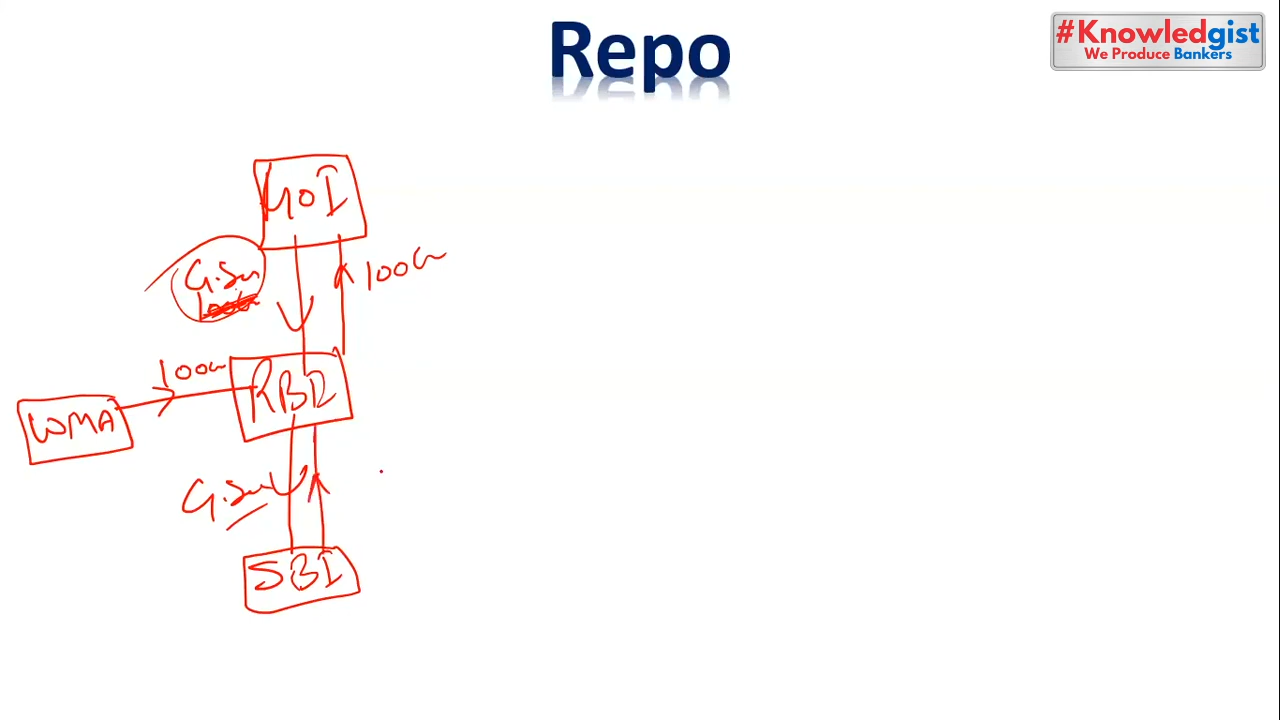 Repo
#Knowledgist
We Produce Bankers
GOI
G.Sec
100cr
100cr
RBI
WMA
G.Sec
SBI